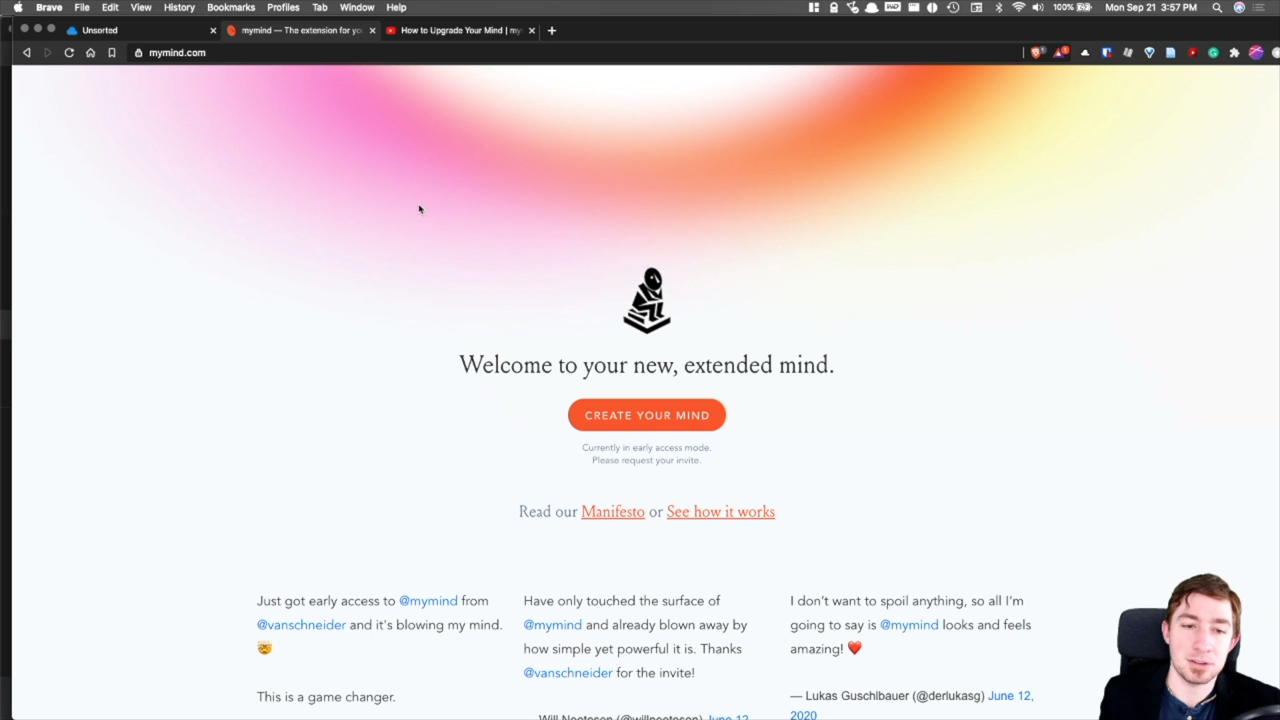 Brave File Edit View History Bookmarks Profiles Tab Window Help 100% Mon Sep 21 3:57 PM
Unsorted mymind — The extension for yo How to Upgrade Your Mind | my
mymind.com
Welcome to your new, extended mind.
CREATE YOUR MIND
Currently in early access mode.
Please request your invite.
Read our Manifesto or See how it works
Just got early access to @mymind from
@vanschneider and it's blowing my mind.
🤯
This is a game changer.
Have only touched the surface of
@mymind and already blown away by
how simple yet powerful it is. Thanks
@vanschneider for the invite!
I don't want to spoil anything, so all I'm
going to say is @mymind looks and feels
amazing! ❤️
— Lukas Guschlbauer (@derlukasg) June 12,
2020